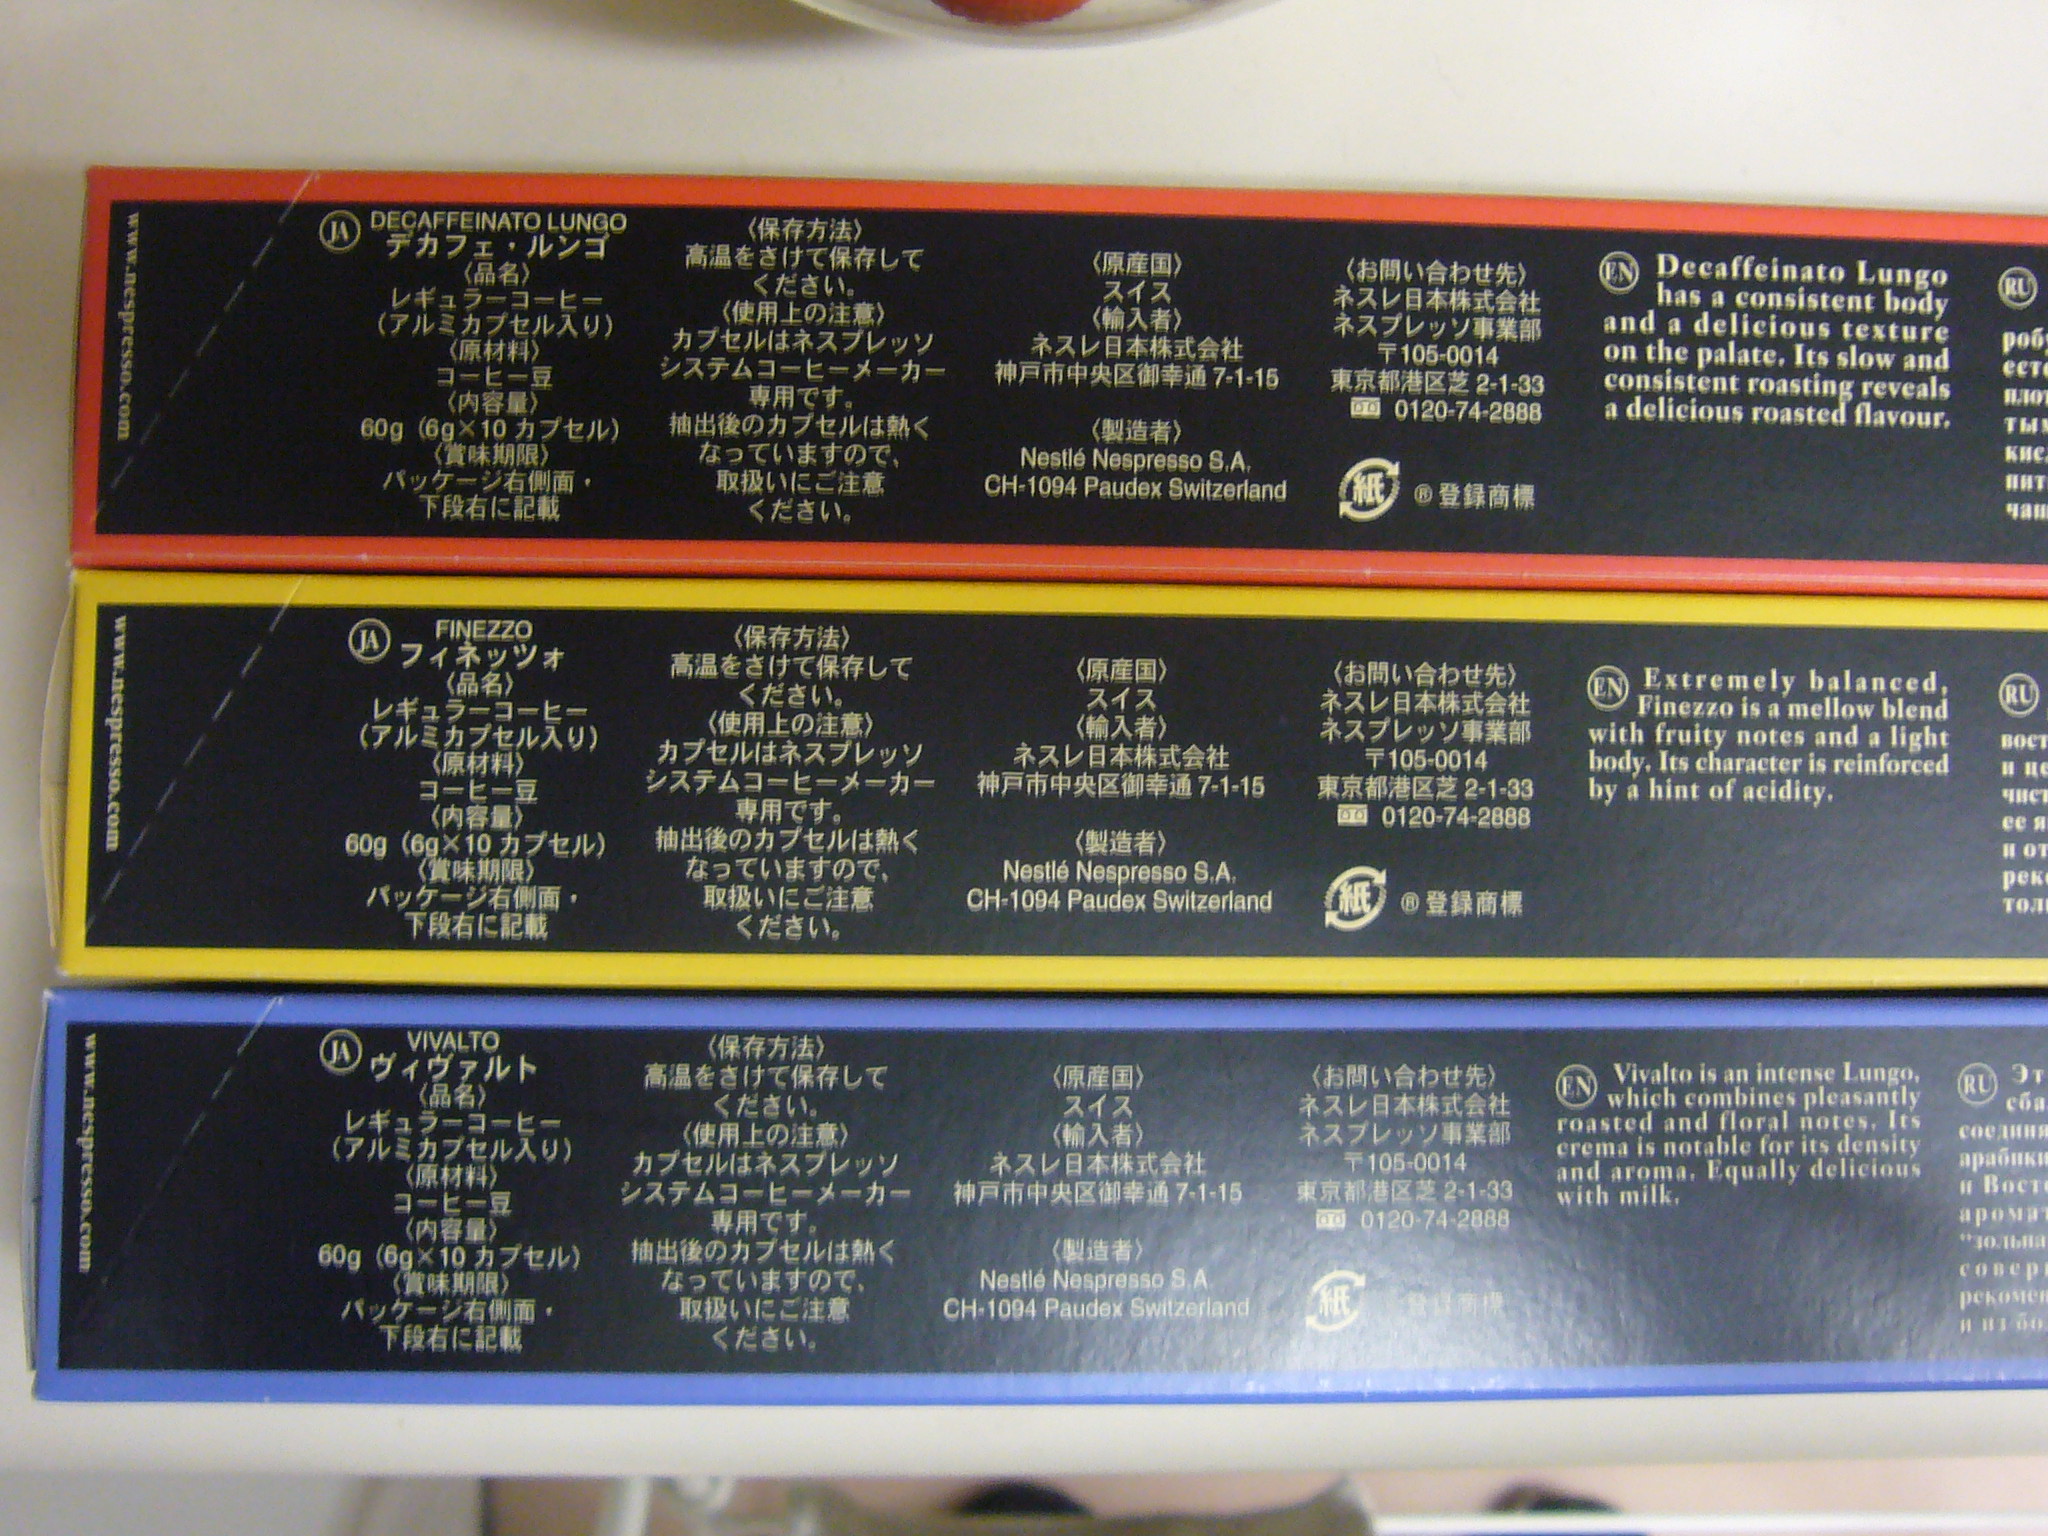 www.nespresso.com
JA DECAFFEINATO LUNGO
デカフェ・ルンゴ
〈品名〉
レギュラーコーヒー
（アルミカプセル入り）
〈原材料〉
コーヒー豆
〈内容量〉
60g（6g×10 カプセル）
〈賞味期限〉
パッケージ右側面・
下段右に記載
〈保存方法〉
高温をさけて保存して
ください。
〈使用上の注意〉
カプセルはネスプレッソ
システムコーヒーメーカー
専用です。
抽出後のカプセルは熱く
なっていますので、
取扱いにご注意
ください。
〈原産国〉
スイス
〈輸入者〉
ネスレ日本株式会社
神戸市中央区御幸通 7-1-15
〈製造者〉
Nestlé Nespresso S.A.
CH-1094 Paudex Switzerland
〈お問い合わせ先〉
ネスレ日本株式会社
ネスプレッソ事業部
〒105-0014
東京都港区芝 2-1-33
0120-74-2888
紙 ®登録商標
EN Decaffeinato Lungo
has a consistent body
and a delicious texture
on the palate. Its slow and
consistent roasting reveals
a delicious roasted flavour.
RU
www.nespresso.com
JA FINEZZO
フィネッツォ
〈品名〉
レギュラーコーヒー
（アルミカプセル入り）
〈原材料〉
コーヒー豆
〈内容量〉
60g（6g×10 カプセル）
〈賞味期限〉
パッケージ右側面・
下段右に記載
〈保存方法〉
高温をさけて保存して
ください。
〈使用上の注意〉
カプセルはネスプレッソ
システムコーヒーメーカー
専用です。
抽出後のカプセルは熱く
なっていますので、
取扱いにご注意
ください。
〈原産国〉
スイス
〈輸入者〉
ネスレ日本株式会社
神戸市中央区御幸通 7-1-15
〈製造者〉
Nestlé Nespresso S.A.
CH-1094 Paudex Switzerland
〈お問い合わせ先〉
ネスレ日本株式会社
ネスプレッソ事業部
〒105-0014
東京都港区芝 2-1-33
0120-74-2888
紙 ®登録商標
EN Extremely balanced,
Finezzo is a mellow blend
with fruity notes and a light
body. Its character is reinforced
by a hint of acidity.
RU
www.nespresso.com
JA VIVALTO
ヴィヴァルト
〈品名〉
レギュラーコーヒー
（アルミカプセル入り）
〈原材料〉
コーヒー豆
〈内容量〉
60g（6g×10 カプセル）
〈賞味期限〉
パッケージ右側面・
下段右に記載
〈保存方法〉
高温をさけて保存して
ください。
〈使用上の注意〉
カプセルはネスプレッソ
システムコーヒーメーカー
専用です。
抽出後のカプセルは熱く
なっていますので、
取扱いにご注意
ください。
〈原産国〉
スイス
〈輸入者〉
ネスレ日本株式会社
神戸市中央区御幸通 7-1-15
〈製造者〉
Nestlé Nespresso S.A.
CH-1094 Paudex Switzerland
〈お問い合わせ先〉
ネスレ日本株式会社
ネスプレッソ事業部
〒105-0014
東京都港区芝 2-1-33
0120-74-2888
紙 登録商標
EN Vivalto is an intense Lungo,
which combines pleasantly
roasted and floral notes. Its
crema is notable for its density
and aroma. Equally delicious
with milk.
RU